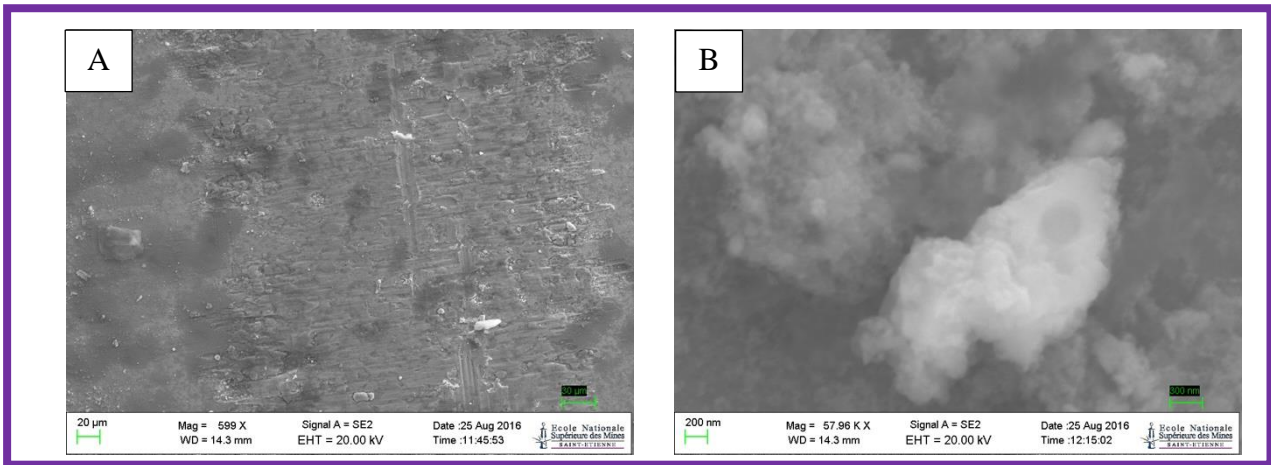 A
30 µm
20 µm
Mag = 599 X
WD = 14.3 mm
Signal A = SE2
EHT = 20.00 kV
Date :25 Aug 2016
Time :11:45:53
Ecole Nationale
Supérieure des Mines
SAINT-ETIENNE
B
300 nm
200 nm
Mag = 57.96 K X
WD = 14.3 mm
Signal A = SE2
EHT = 20.00 kV
Date :25 Aug 2016
Time :12:15:02
Ecole Nationale
Supérieure des Mines
SAINT-ETIENNE